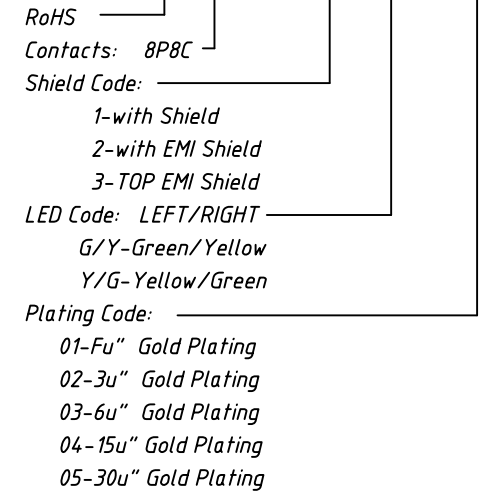 RoHS
Contacts: 8P8C
Shield Code:
1-with Shield
2-with EMI Shield
3-TOP EMI Shield
LED Code: LEFT/RIGHT
G/Y-Green/Yellow
Y/G-Yellow/Green
Plating Code:
01-Fu" Gold Plating
02-3u" Gold Plating
03-6u" Gold Plating
04-15u" Gold Plating
05-30u" Gold Plating